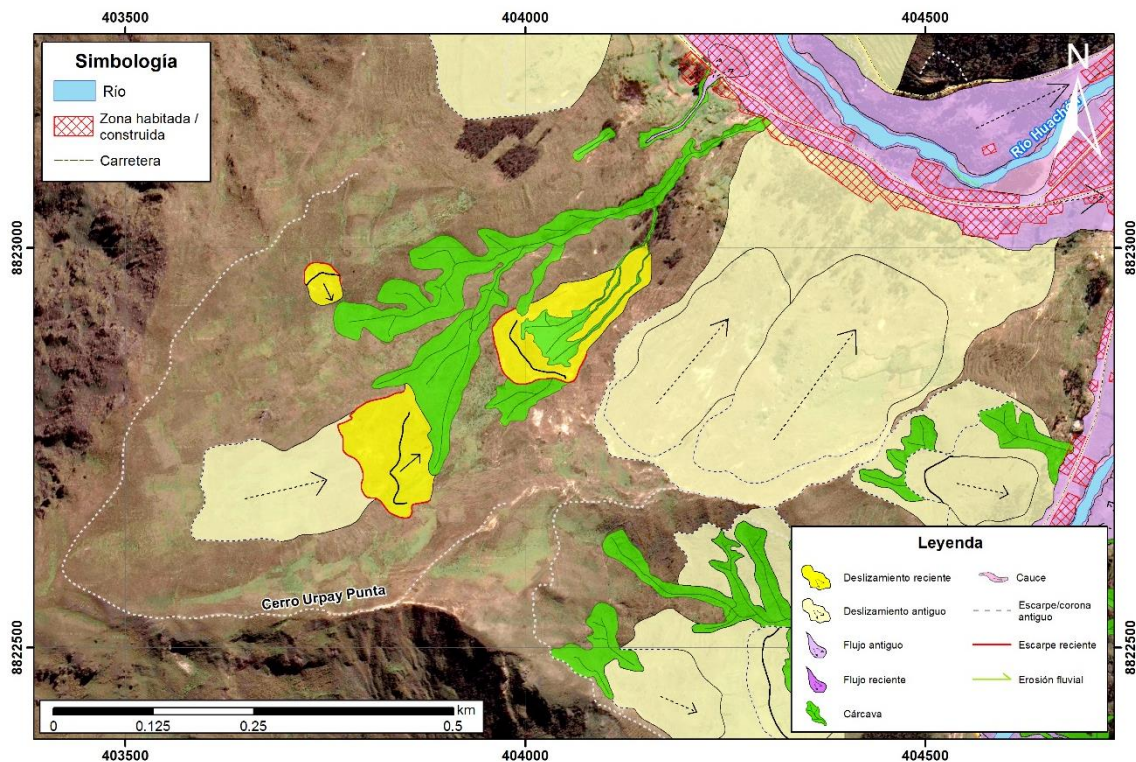 403500
404000
404500
Simbología
Río
Zona habitada /
construida
Carretera
N
8823000
8823000
Cerro Urpay Punta
8822500
8822500
Leyenda
Deslizamiento reciente
Deslizamiento antiguo
Flujo antiguo
Flujo reciente
Cárcava
Cauce
Escarpe/corona
antiguo
Escarpe reciente
Erosión fluvial
km
0
0.125
0.25
0.5
403500
404000
404500